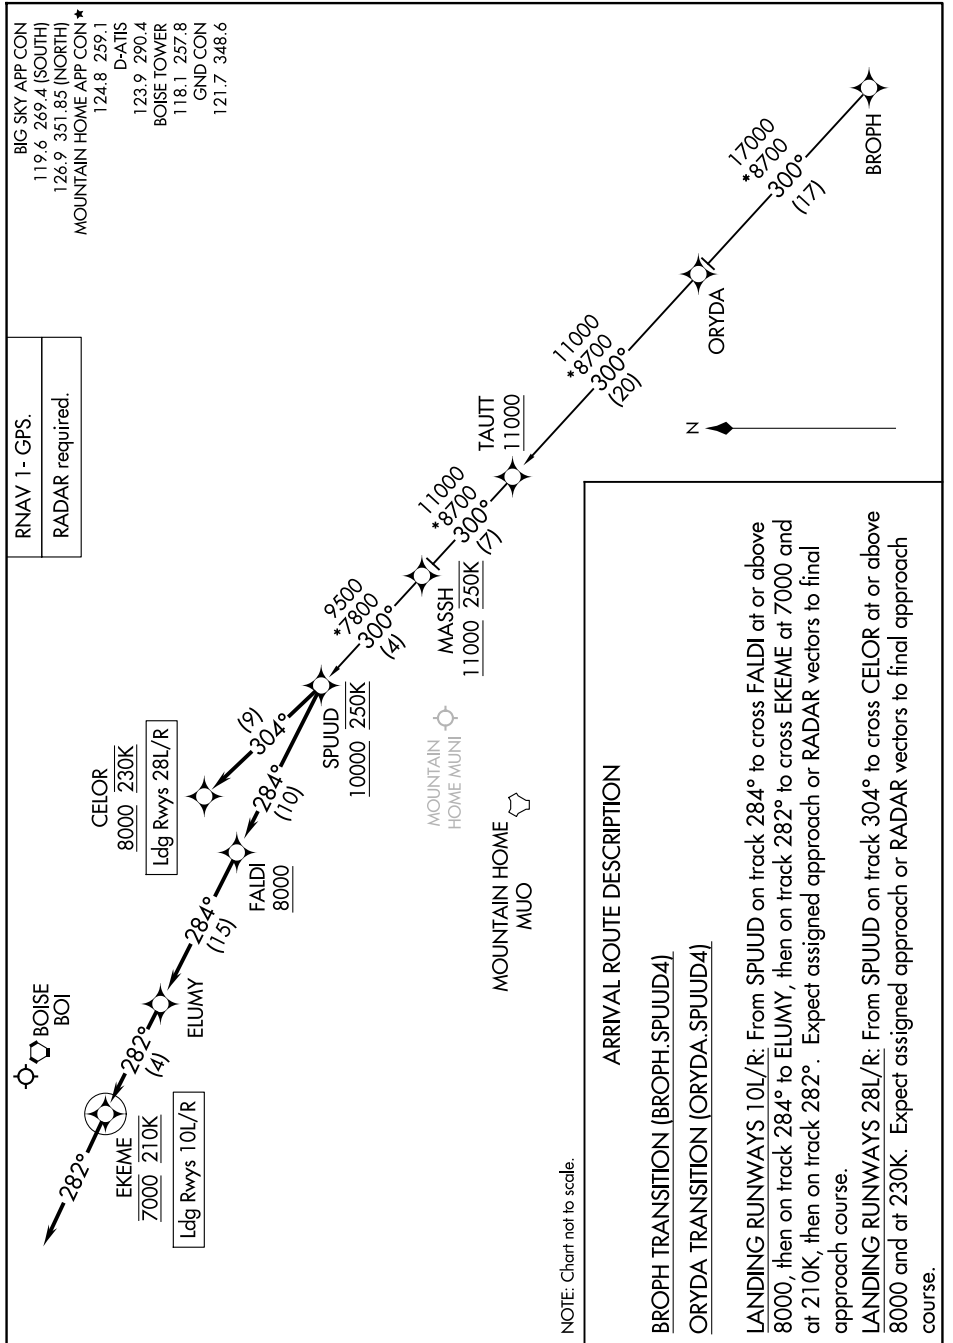 BIG SKY APP CON
119.6 269.4 (SOUTH)
126.9 351.85 (NORTH)
MOUNTAIN HOME APP CON ★
124.8 259.1
D-ATIS
123.9 290.4
BOISE TOWER
118.1 257.8
GND CON
121.7 348.6
RNAV 1- GPS.
RADAR required.
BOISE
BOI
282°
EKEME
7000 210K
Ldg Rwys 10L/R
282°
(4)
ELUMY
284°
(15)
FALDI
8000
284°
(10)
CELOR
8000 230K
Ldg Rwys 28L/R
(9)
304°
SPUUD
10000 250K
9500
*7800
300°
(4)
MASSH
11000 250K
11000
*8700
300°
(7)
TAUTT
11000
11000
*8700
300°
(20)
ORYDA
17000
*8700
300°
(17)
BROPH
MOUNTAIN
HOME MUNI
MOUNTAIN HOME
MUO
N
NOTE: Chart not to scale.
ARRIVAL ROUTE DESCRIPTION
BROPH TRANSITION (BROPH.SPUUD4)
ORYDA TRANSITION (ORYDA.SPUUD4)
LANDING RUNWAYS 10L/R: From SPUUD on track 284° to cross FALDI at or above
8000, then on track 284° to ELUMY, then on track 282° to cross EKEME at 7000 and
at 210K, then on track 282°. Expect assigned approach or RADAR vectors to final
approach course.
LANDING RUNWAYS 28L/R: From SPUUD on track 304° to cross CELOR at or above
8000 and at 230K. Expect assigned approach or RADAR vectors to final approach
course.